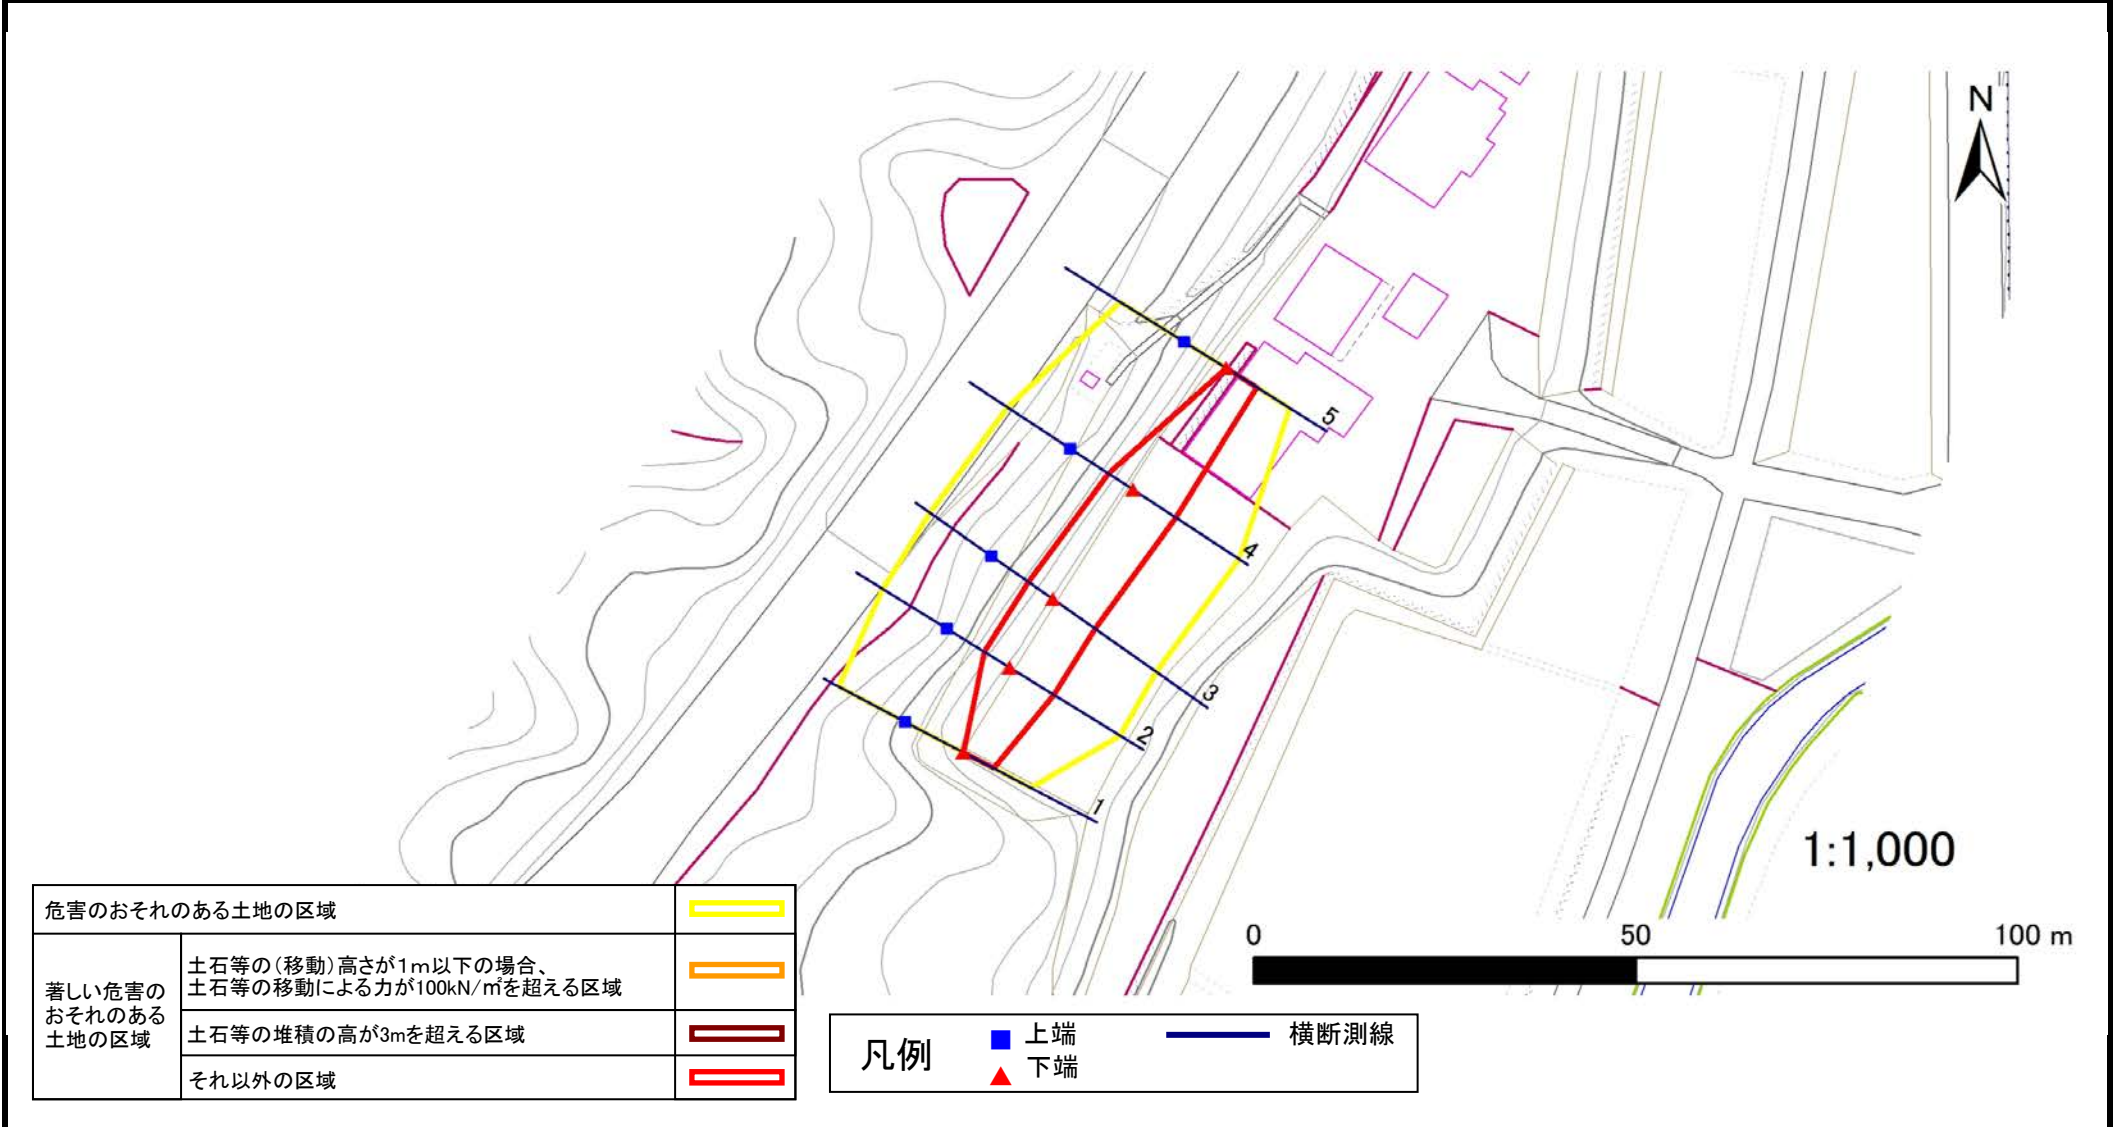 N
5
4
3
2
1
1:1,000
0 50 100 m
危害のおそれのある土地の区域
著しい危害の
おそれのある
土地の区域
土石等の(移動)高さが1m以下の場合、
土石等の移動による力が100kN/㎡を超える区域
土石等の堆積の高が3mを超える区域
それ以外の区域
凡例
上端
下端
横断測線